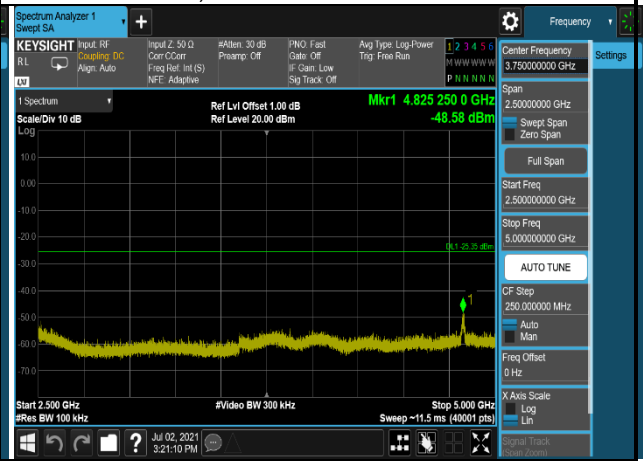 Spectrum Analyzer 1
Swept SA
Frequency
KEYSIGHT
RL
LXI
Input: RF
Coupling: DC
Align: Auto
Input Z: 50 Ω
Corr CCorr
Freq Ref: Int (S)
NFE: Adaptive
#Atten: 30 dB
Preamp: Off
PNO: Fast
Gate: Off
IF Gain: Low
Sig Track: Off
Avg Type: Log-Power
Trig: Free Run
1 2 3 4 5 6
M W W W W W
P N N N N N
Settings
1 Spectrum
Scale/Div 10 dB
Ref Lvl Offset 1.00 dB
Ref Level 20.00 dBm
Mkr1 4.825 250 0 GHz
-48.58 dBm
Log
10.0
0.00
-10.0
-20.0
-30.0
-40.0
-50.0
-60.0
-70.0
DL1 -25.35 dBm
1
Start 2.500 GHz
#Res BW 100 kHz
#Video BW 300 kHz
Stop 5.000 GHz
Sweep ~11.5 ms (40001 pts)
Center Frequency
3.750000000 GHz
Span
2.50000000 GHz
Swept Span
Zero Span
Full Span
Start Freq
2.500000000 GHz
Stop Freq
5.000000000 GHz
AUTO TUNE
CF Step
250.000000 MHz
Auto
Man
Freq Offset
0 Hz
X Axis Scale
Log
Lin
Signal Track
(Span Zoom)
?
Jul 02, 2021
3:21:10 PM